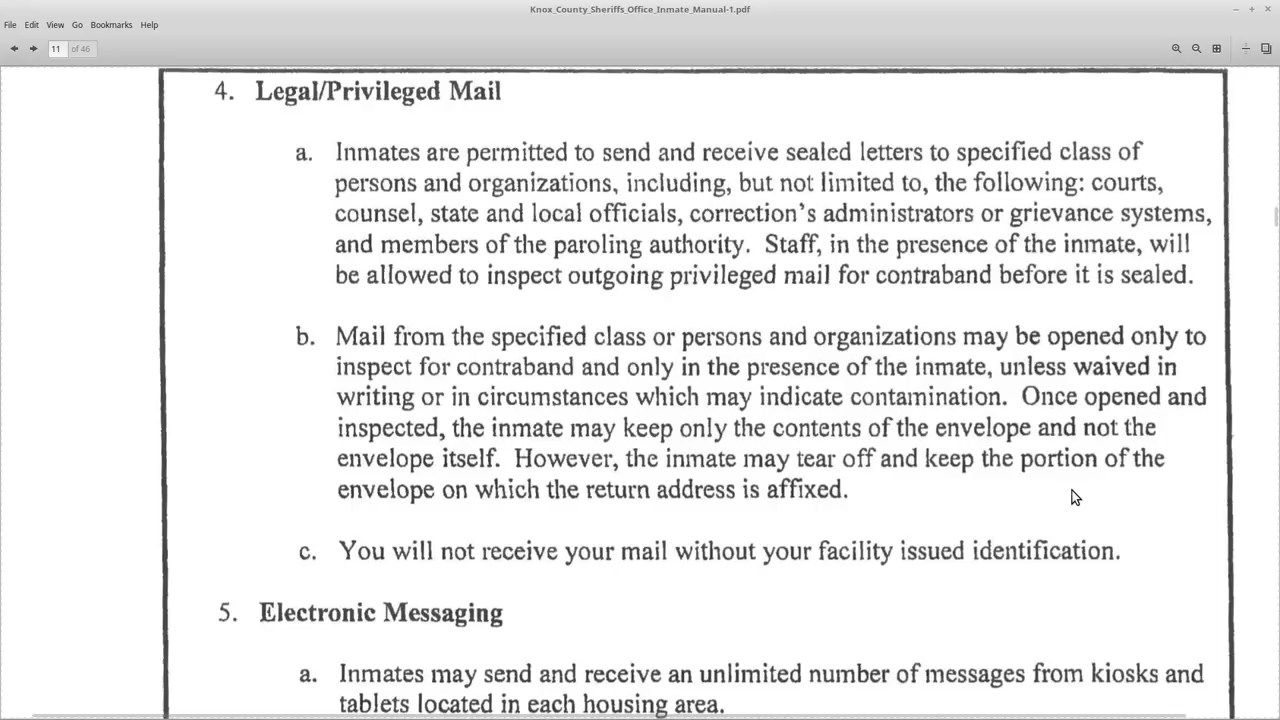 Knox_County_Sheriffs_Office_Inmate_Manual-1.pdf
File Edit View Go Bookmarks Help
11 of 46
4. Legal/Privileged Mail
a. Inmates are permitted to send and receive sealed letters to specified class of
persons and organizations, including, but not limited to, the following: courts,
counsel, state and local officials, correction's administrators or grievance systems,
and members of the paroling authority. Staff, in the presence of the inmate, will
be allowed to inspect outgoing privileged mail for contraband before it is sealed.
b. Mail from the specified class or persons and organizations may be opened only to
inspect for contraband and only in the presence of the inmate, unless waived in
writing or in circumstances which may indicate contamination. Once opened and
inspected, the inmate may keep only the contents of the envelope and not the
envelope itself. However, the inmate may tear off and keep the portion of the
envelope on which the return address is affixed.
c. You will not receive your mail without your facility issued identification.
5. Electronic Messaging
a. Inmates may send and receive an unlimited number of messages from kiosks and
tablets located in each housing area.